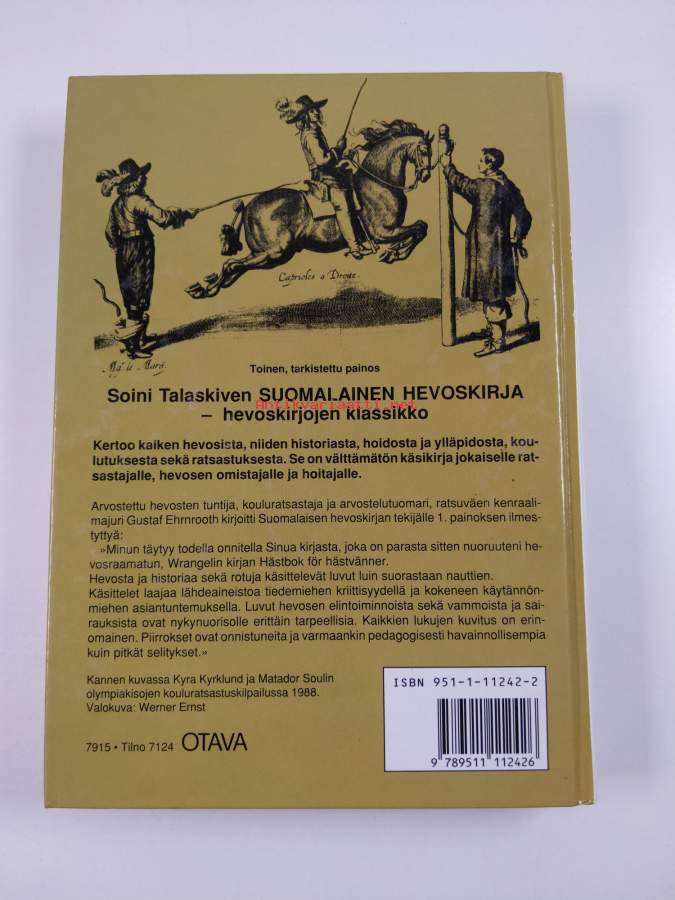 Caprioles a Droite.
Mr. le Marq.
Toinen, tarkistettu painos
Soini Talaskiven SUOMALAINEN HEVOSKIRJA
Antikvariaatti.net
– hevoskirjojen klassikko
Kertoo kaiken hevosista, niiden historiasta, hoidosta ja ylläpidosta, kou-
lutuksesta sekä ratsastuksesta. Se on välttämätön käsikirja jokaiselle rat-
sastajalle, hevosen omistajalle ja hoitajalle.
Arvostettu hevosten tuntija, kouluratsastaja ja arvostelutuomari, ratsuväen kenraali-
majuri Gustaf Ehrnrooth kirjoitti Suomalaisen hevoskirjan tekijälle 1. painoksen ilmes-
tyttyä:
»Minun täytyy todella onnitella Sinua kirjasta, joka on parasta sitten nuoruuteni he-
vosraamatun, Wrangelin kirjan Hästbok för hästvänner.
Hevosta ja historiaa sekä rotuja käsittelevät luvut luin suorastaan nauttien.
Käsittelet laajaa lähdeaineistoa tiedemiehen kriittisyydellä ja kokeneen käytännön-
miehen asiantuntemuksella. Luvut hevosen elintoiminnoista sekä vammoista ja sai-
rauksista ovat nykynuorisolle erittäin tarpeellisia. Kaikkien lukujen kuvitus on erin-
omainen. Piirrokset ovat onnistuneita ja varmaankin pedagogisesti havainnollisempia
kuin pitkät selitykset.»
Kannen kuvassa Kyra Kyrklund ja Matador Soulin
olympiakisojen kouluratsastuskilpailussa 1988.
Valokuva: Werner Ernst
7915 • Tilno 7124 OTAVA
ISBN 951-1-11242-2
9 789511 112426